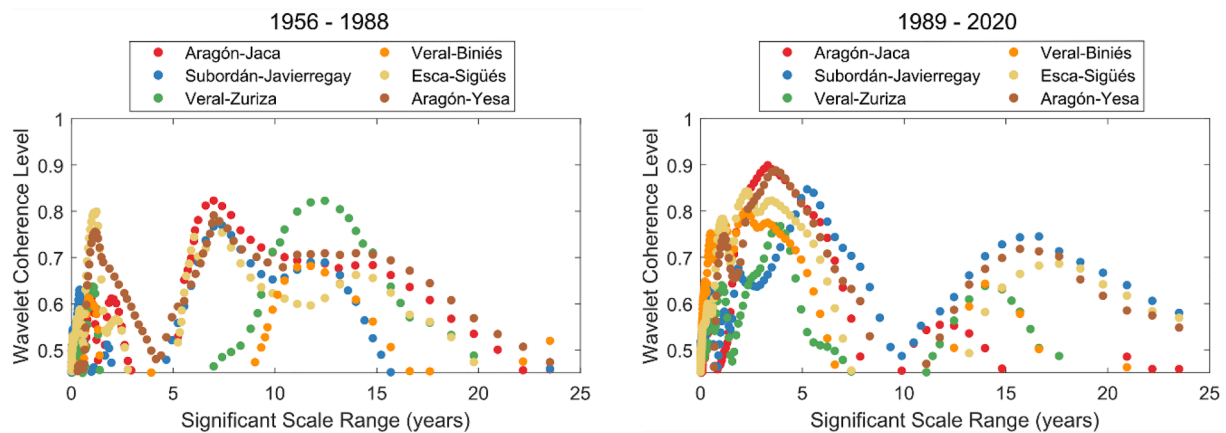 1956 - 1988
Aragón-Jaca
Veral-Biniés
Subordán-Javierregay
Esca-Sigüés
Veral-Zuriza
Aragón-Yesa
Wavelet Coherence Level
1
0.9
0.8
0.7
0.6
0.5
0 5 10 15 20 25
Significant Scale Range (years)
1989 - 2020
Aragón-Jaca
Veral-Biniés
Subordán-Javierregay
Esca-Sigüés
Veral-Zuriza
Aragón-Yesa
Wavelet Coherence Level
1
0.9
0.8
0.7
0.6
0.5
0 5 10 15 20 25
Significant Scale Range (years)